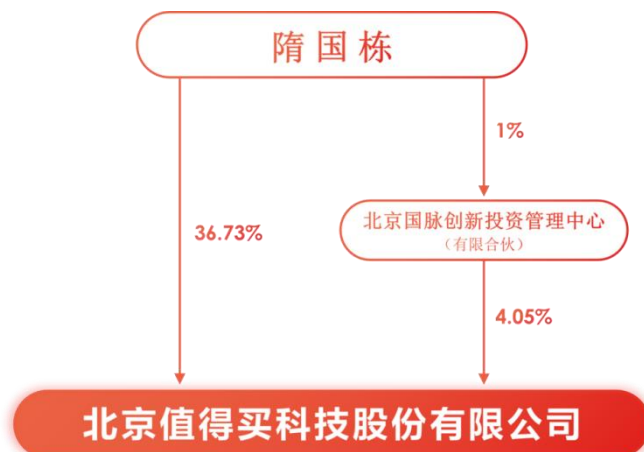 隋国栋
1%
36.73%
北京国脉创新投资管理中心
（有限合伙）
4.05%
北京值得买科技股份有限公司